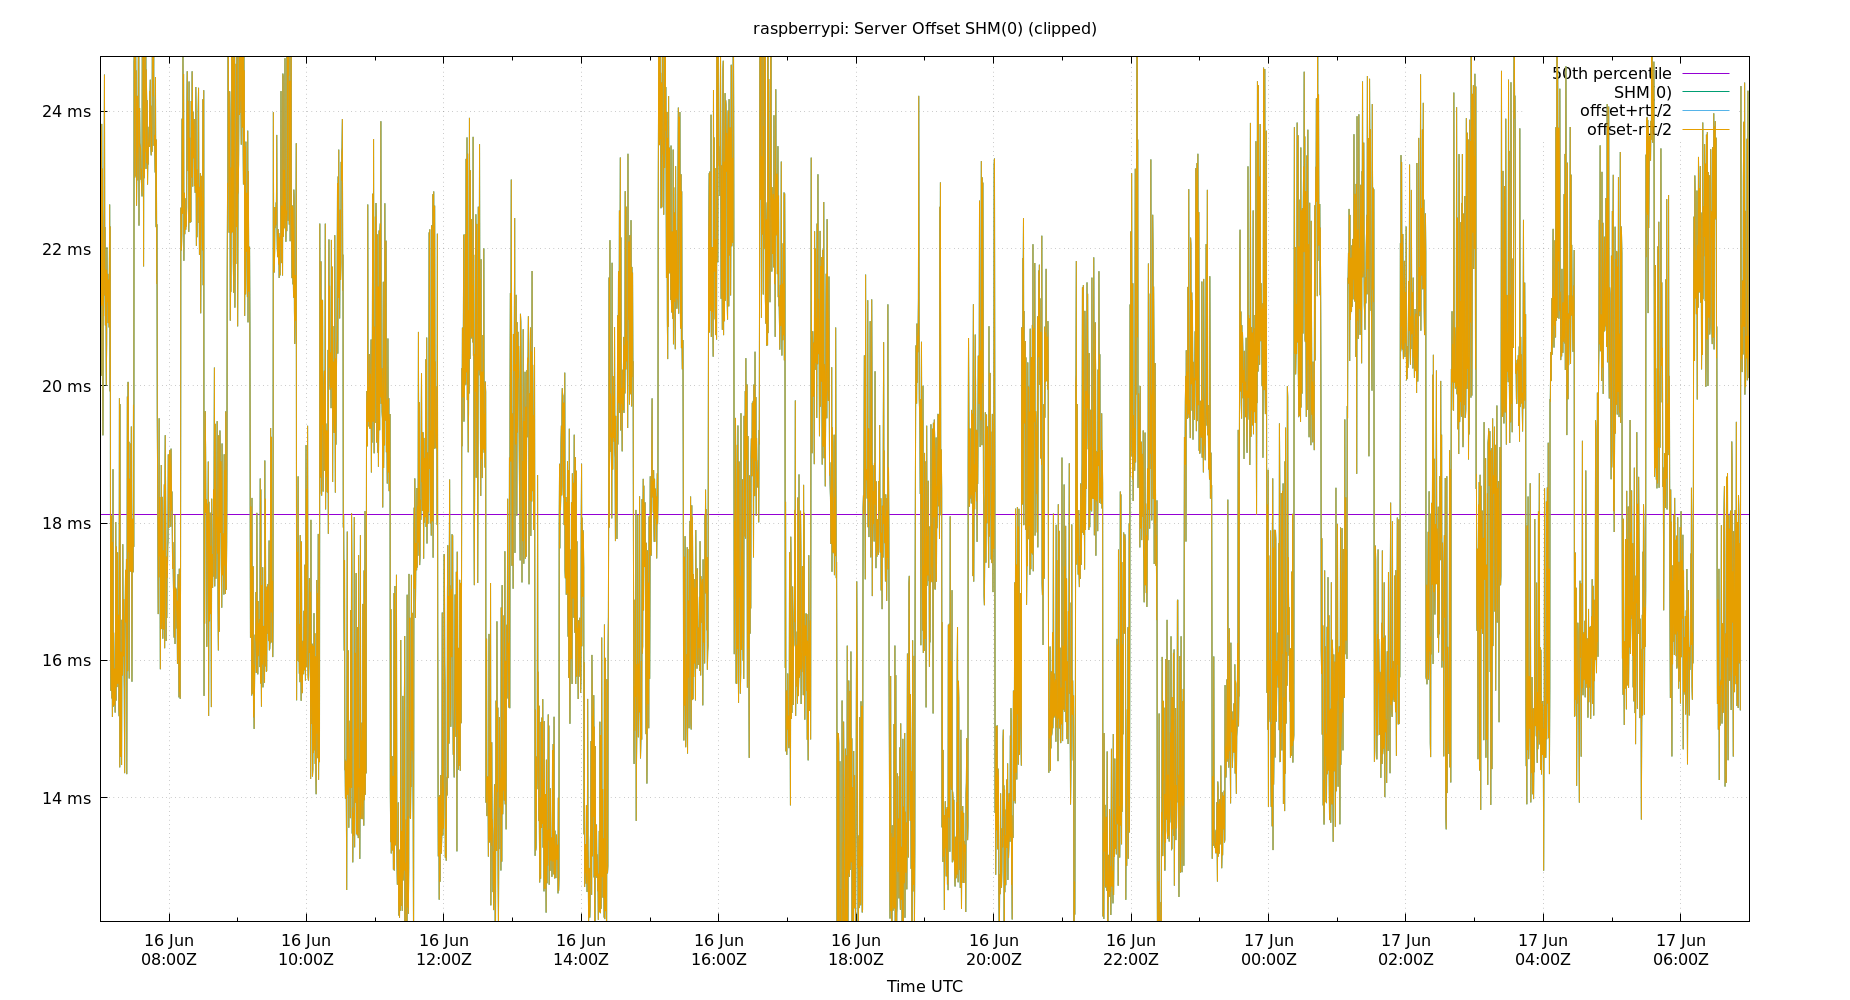 raspberrypi: Server Offset SHM(0) (clipped)
50th percentile
SHM(0)
offset+rtt/2
offset-rtt/2
24 ms
22 ms
20 ms
18 ms
16 ms
14 ms
16 Jun 16 Jun 16 Jun 16 Jun 16 Jun 16 Jun 16 Jun 16 Jun 17 Jun 17 Jun 17 Jun 17 Jun
08:00Z 10:00Z 12:00Z 14:00Z 16:00Z 18:00Z 20:00Z 22:00Z 00:00Z 02:00Z 04:00Z 06:00Z
Time UTC